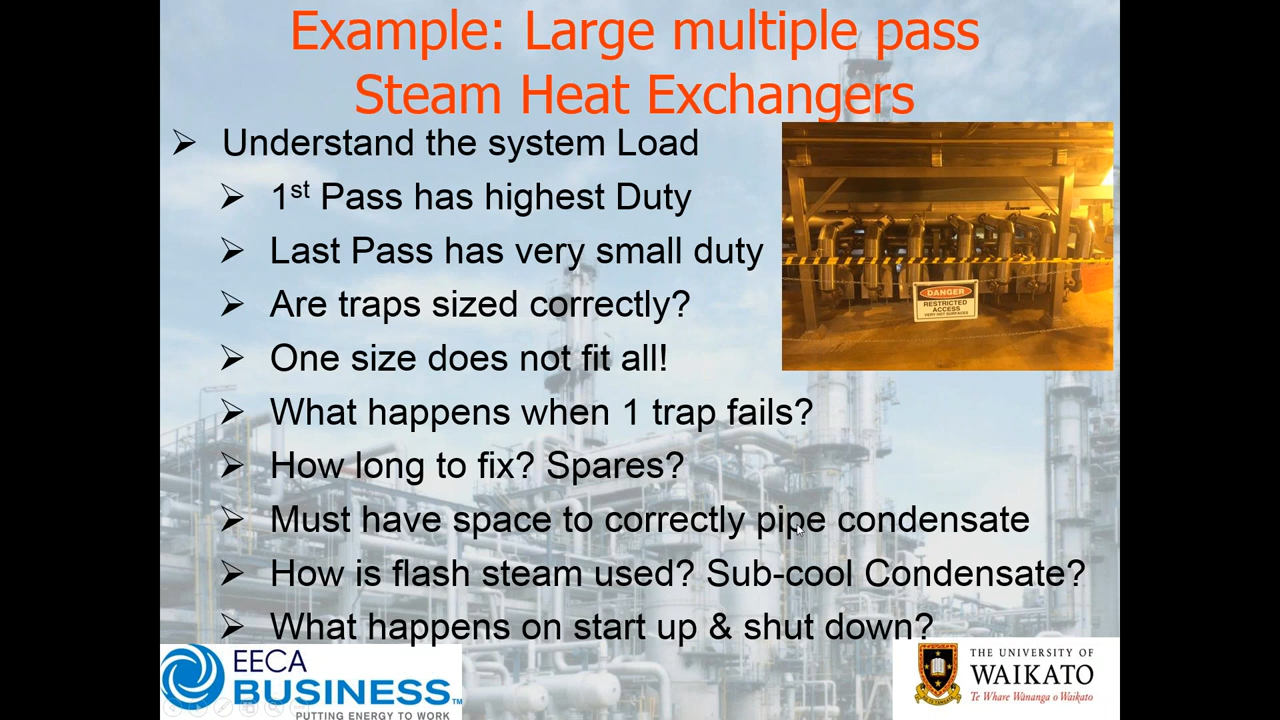 Example: Large multiple pass
Steam Heat Exchangers
Understand the system Load
1st Pass has highest Duty
Last Pass has very small duty
Are traps sized correctly?
One size does not fit all!
What happens when 1 trap fails?
How long to fix? Spares?
Must have space to correctly pipe condensate
How is flash steam used? Sub-cool Condensate?
What happens on start up & shut down?
DANGER
RESTRICTED
ACCESS
VERY HOT SURFACES
EECA
BUSINESS™
PUTTING ENERGY TO WORK
THE UNIVERSITY OF
WAIKATO
Te Whare Wānanga o Waikato